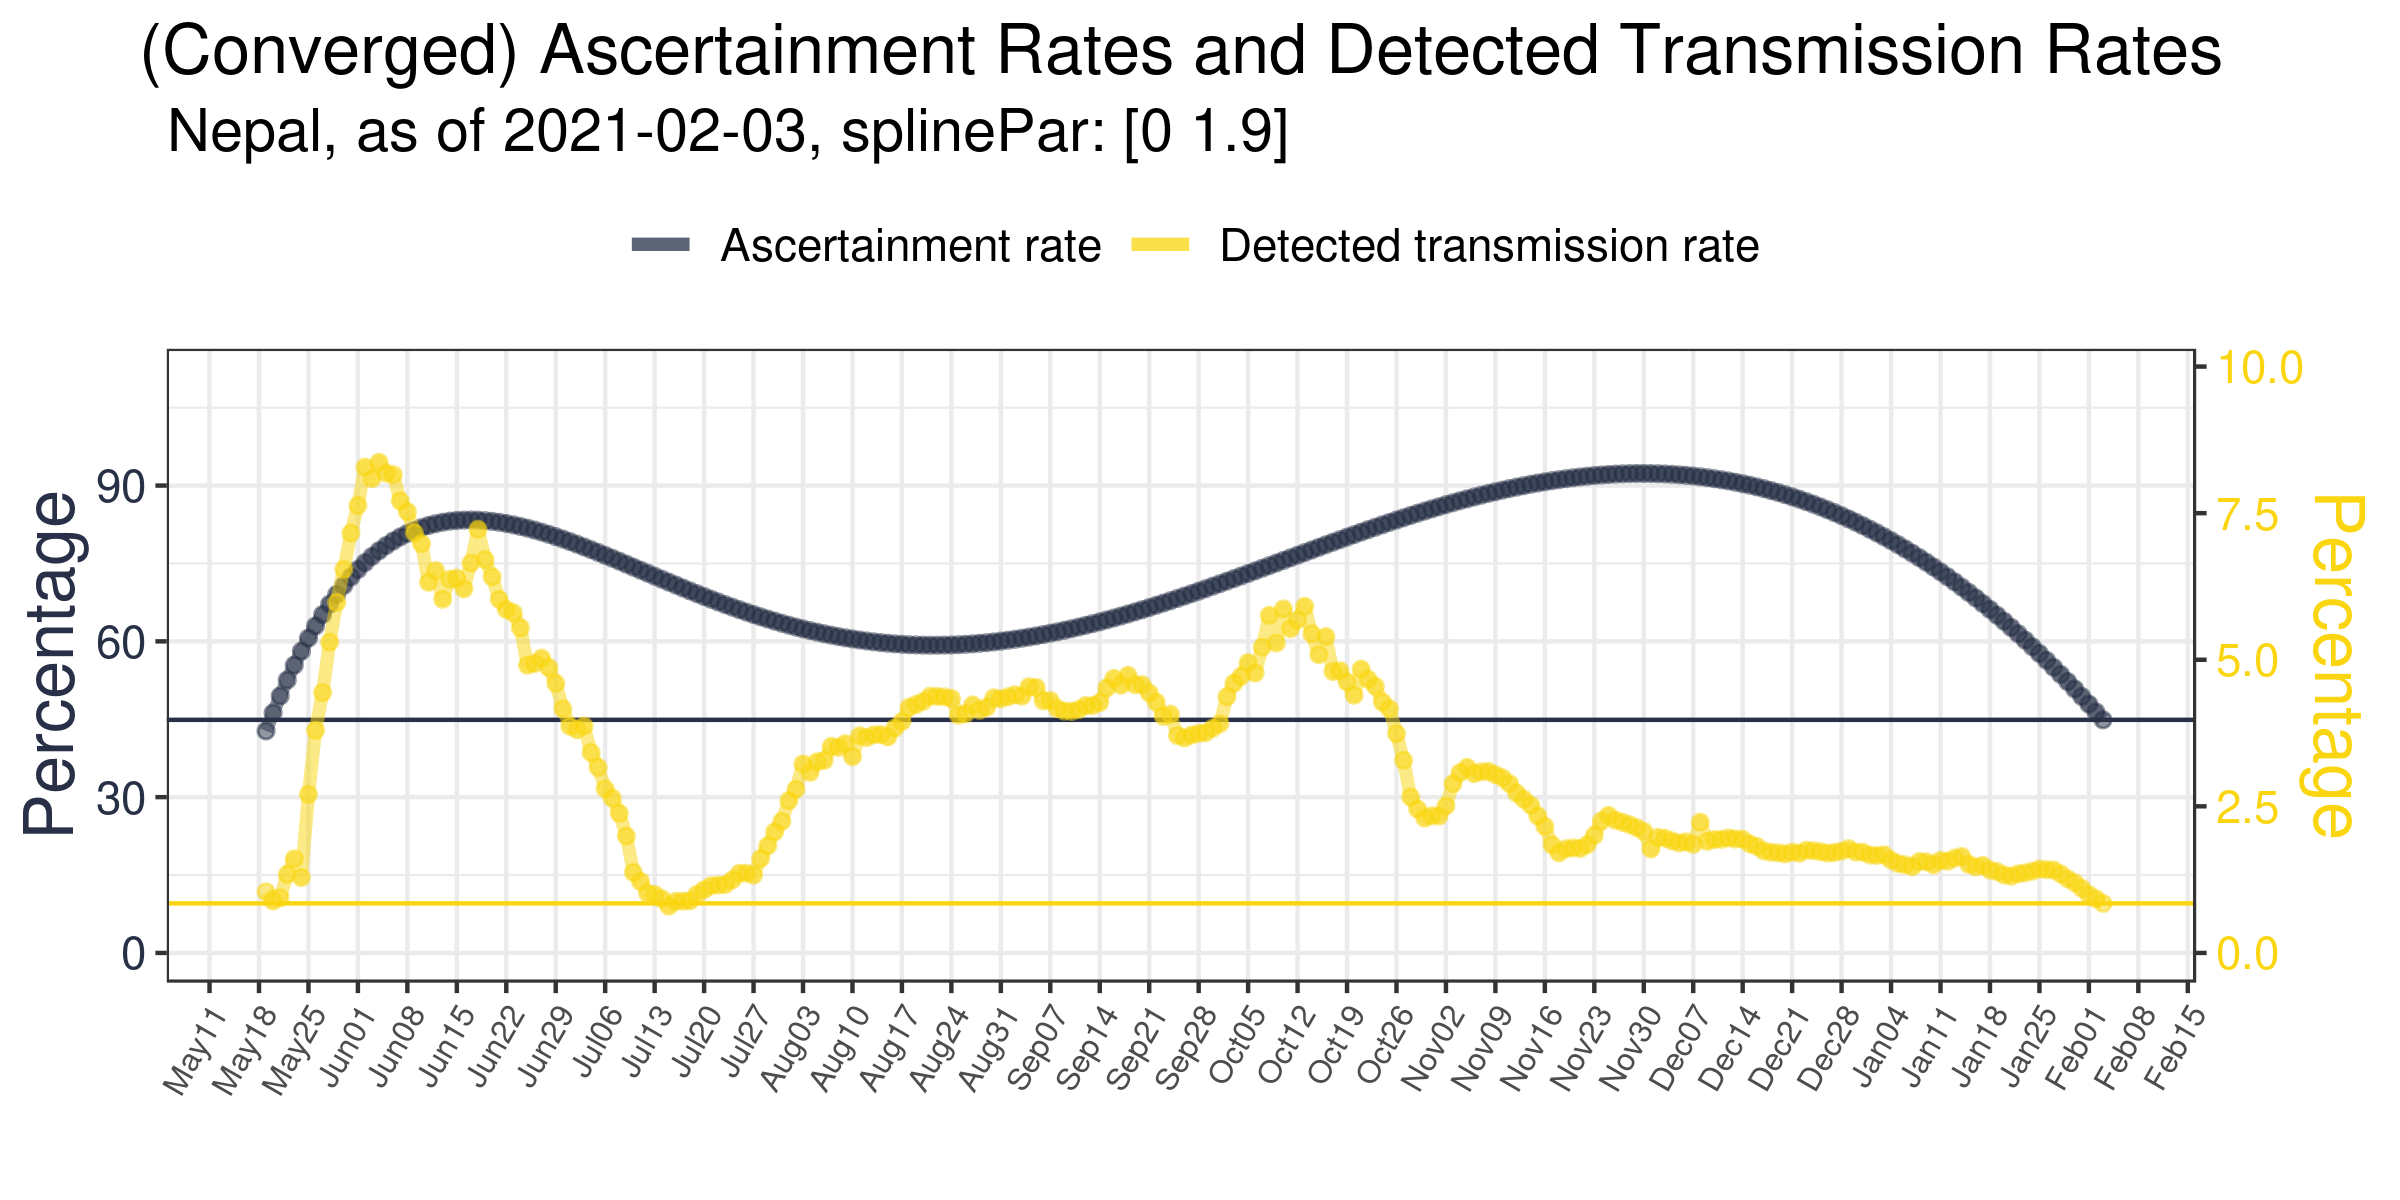 (Converged) Ascertainment Rates and Detected Transmission Rates
Nepal, as of 2021-02-03, splinePar: [0 1.9]
Ascertainment rate Detected transmission rate
Percentage
90
60
30
0
10.0
7.5
5.0
2.5
0.0
Percentage
May11 May18 May25 Jun01 Jun08 Jun15 Jun22 Jun29 Jul06 Jul13 Jul20 Jul27 Aug03 Aug10 Aug17 Aug24 Aug31 Sep07 Sep14 Sep21 Sep28 Oct05 Oct12 Oct19 Oct26 Nov02 Nov09 Nov16 Nov23 Nov30 Dec07 Dec14 Dec21 Dec28 Jan04 Jan11 Jan18 Jan25 Feb01 Feb08 Feb15